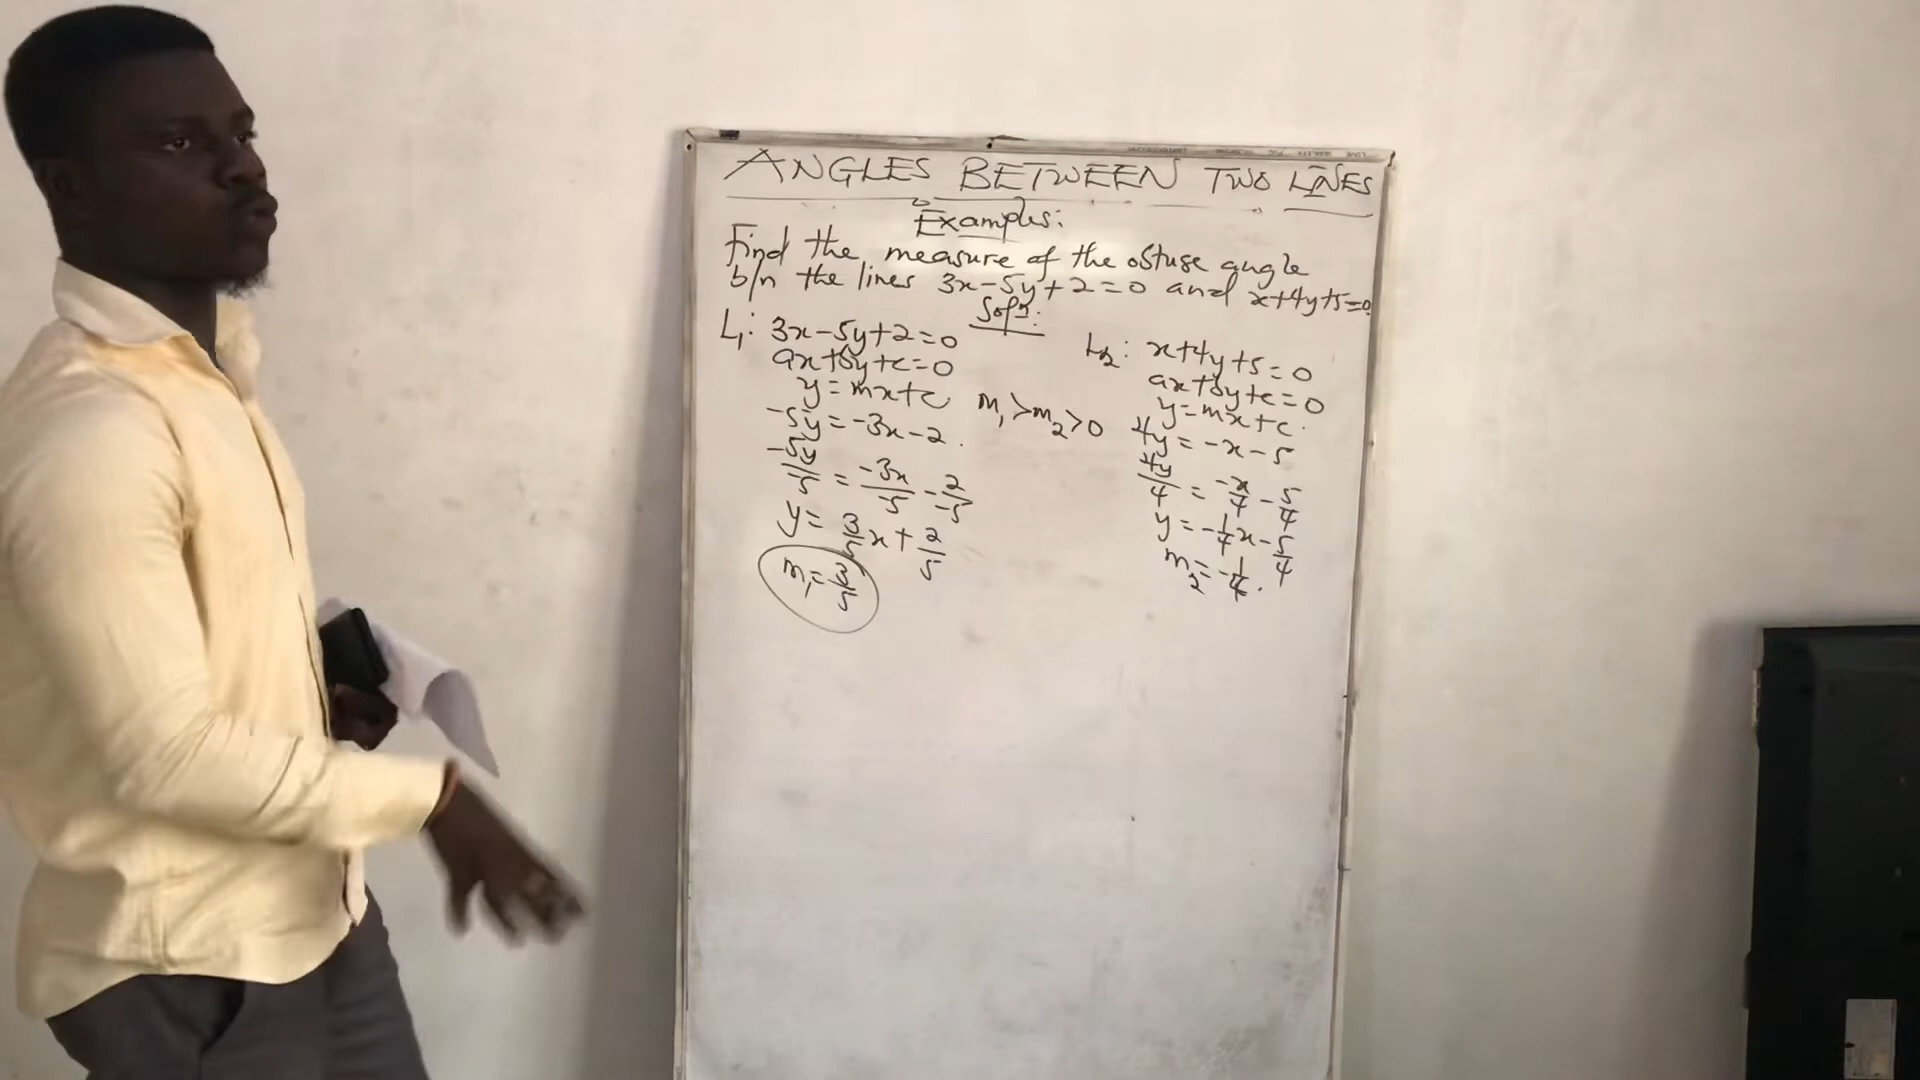 ANGLES BETWEEN TWO LINES
Examples:
Find the measure of the obtuse angle
b/n the lines 3x-5y+2=0 and x+4y+5=0
Solⁿ:
L₁: 3x-5y+2=0
ax+by+c=0
y=mx+c
-5y=-3x-2.
-5y/-5 = -3x/-5 - 2/-5
y= 3/5x + 2/5
m₁=3/5
m₁>m₂>0
L₂: x+4y+5=0
ax+by+c=0
y=mx+c.
4y=-x-5
4y/4 = -x/4 - 5/4
y=-1/4x-5/4
m₂=-1/4.